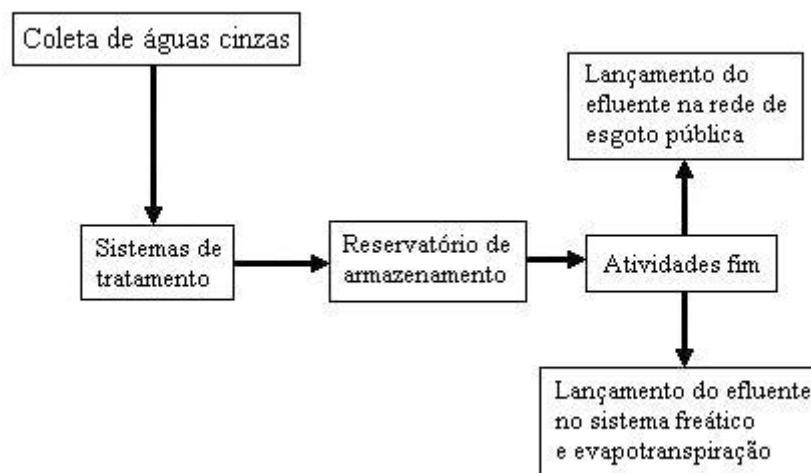 Coleta de águas cinzas
Lançamento do
efluente na rede de
esgoto pública
Sistemas de
tratamento
Reservatório de
armazenamento
Atividades fim
Lançamento do efluente
no sistema freático
e evapotranspiração